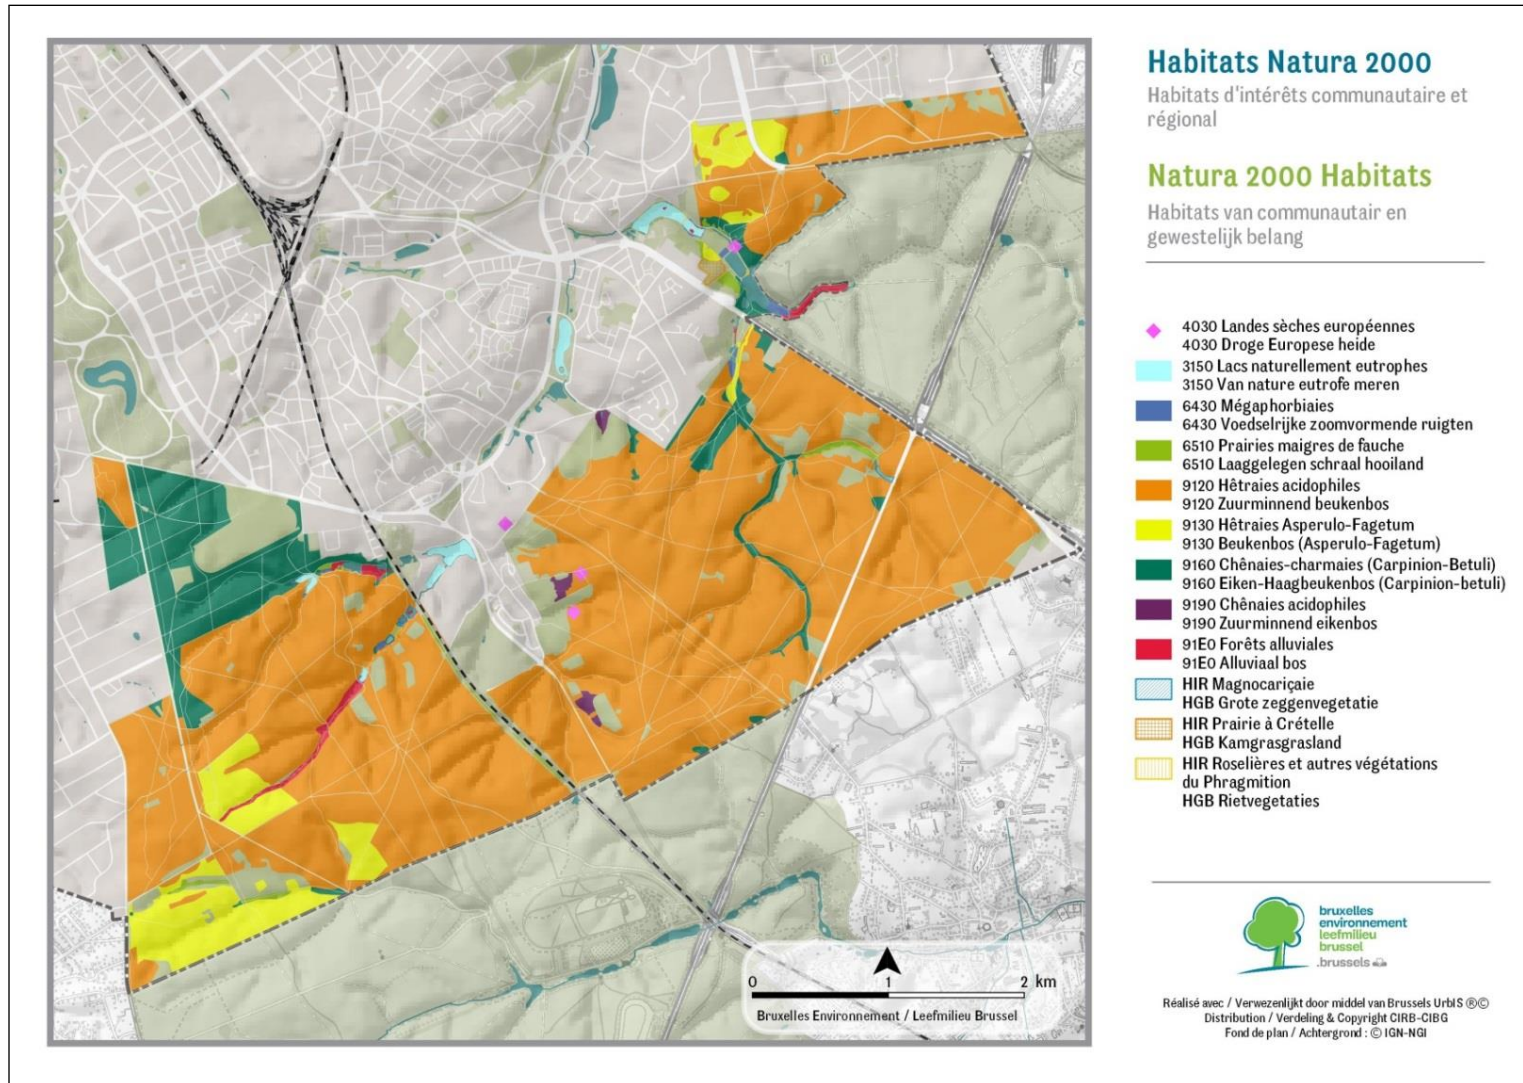 Habitats Natura 2000
Habitats d'intérêts communautaire et
régional
Natura 2000 Habitats
Habitats van communautair en
gewestelijk belang
4030 Landes sèches européennes
4030 Droge Europese heide
3150 Lacs naturellement eutrophes
3150 Van nature eutrofe meren
6430 Mégaphorbiaies
6430 Voedselrijke zoomvormende ruigten
6510 Prairies maigres de fauche
6510 Laaggelegen schraal hooiland
9120 Hêtraies acidophiles
9120 Zuurminnend beukenbos
9130 Hêtraies Asperulo-Fagetum
9130 Beukenbos (Asperulo-Fagetum)
9160 Chênaies-charmaies (Carpinion-Betuli)
9160 Eiken-Haagbeukenbos (Carpinion-betuli)
9190 Chênaies acidophiles
9190 Zuurminnend eikenbos
91E0 Forêts alluviales
91E0 Alluviaal bos
HIR Magnocariçaie
HGB Grote zeggenvegetatie
HIR Prairie à Crételle
HGB Kamgrasgrasland
HIR Roselières et autres végétations
du Phragmition
HGB Rietvegetaties
0 1 2 km
Bruxelles Environnement / Leefmilieu Brussel
bruxelles
environnement
leefmilieu
brussel
.brussels
Réalisé avec / Verwezenlijkt door middel van Brussels UrbIS ®©
Distribution / Verdeling & Copyright CIRB-CIBG
Fond de plan / Achtergrond : © IGN-NGI